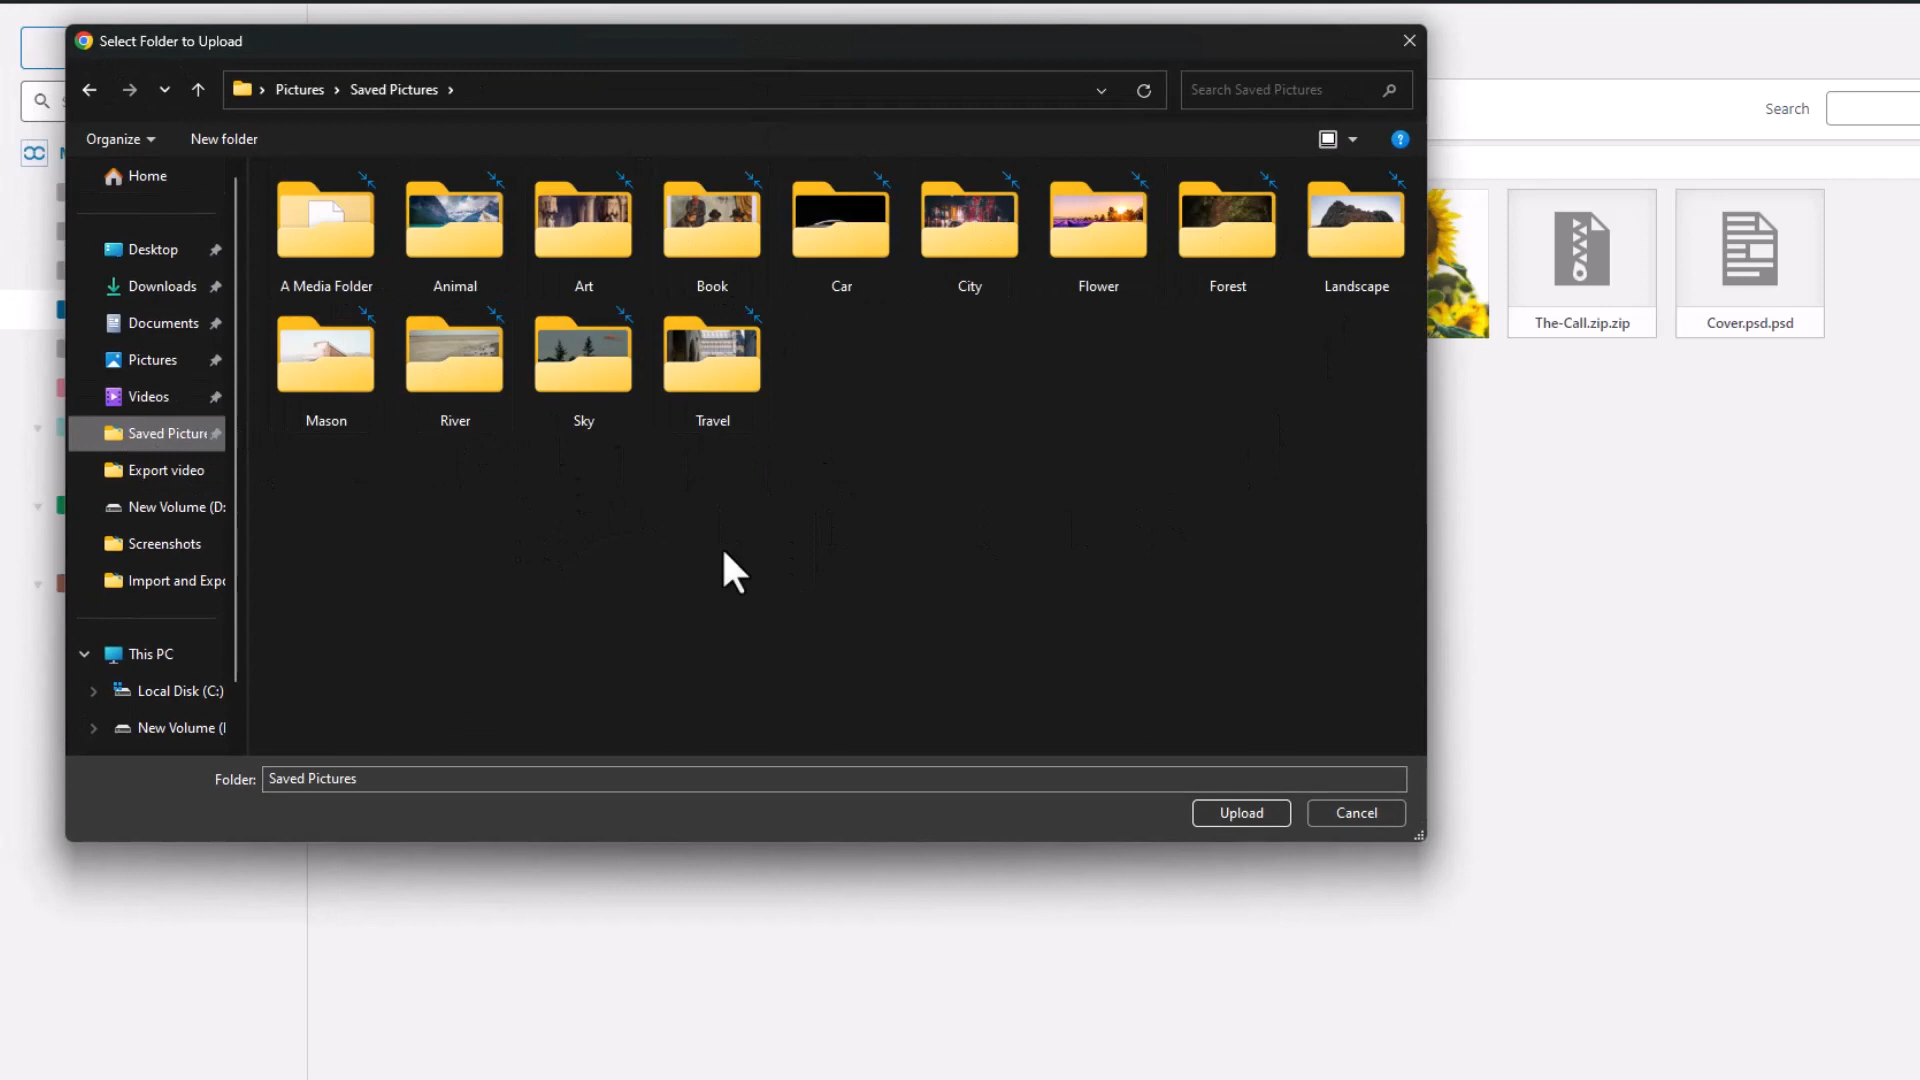 Select Folder to Upload
Pictures
Saved Pictures
Search Saved Pictures
Search
Organize
New folder
Home
Desktop
Downloads
Documents
Pictures
Videos
Saved Pictur
Export video
New Volume (D:
Screenshots
Import and Expo
This PC
Local Disk (C:)
New Volume (
A Media Folder
Animal
Art
Book
Car
City
Flower
Forest
Landscape
Mason
River
Sky
Travel
The-Call.zip.zip
Cover.psd.psd
Folder:
Saved Pictures
Upload
Cancel